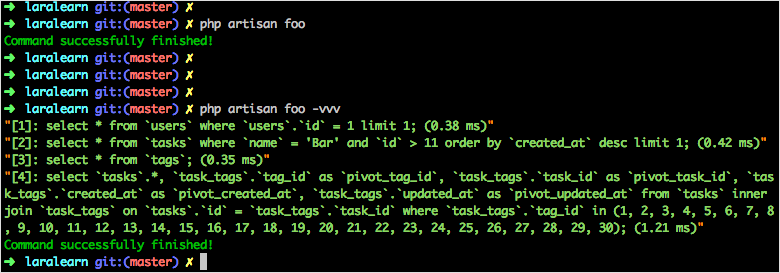 ➜ laralearn git:(master) ✗
➜ laralearn git:(master) ✗ php artisan foo
Command successfully finished!
➜ laralearn git:(master) ✗
➜ laralearn git:(master) ✗
➜ laralearn git:(master) ✗
➜ laralearn git:(master) ✗ php artisan foo -vvv
"[1]: select * from `users` where `users`.`id` = 1 limit 1; (0.38 ms)"
"[2]: select * from `tasks` where `name` = 'Bar' and `id` > 11 order by `created_at` desc limit 1; (0.42 ms)"
"[3]: select * from `tags`; (0.35 ms)"
"[4]: select `tasks`.*, `task_tags`.`tag_id` as `pivot_tag_id`, `task_tags`.`task_id` as `pivot_task_id`, `tas
k_tags`.`created_at` as `pivot_created_at`, `task_tags`.`updated_at` as `pivot_updated_at` from `tasks` inner
join `task_tags` on `tasks`.`id` = `task_tags`.`task_id` where `task_tags`.`tag_id` in (1, 2, 3, 4, 5, 6, 7, 8
, 9, 10, 11, 12, 13, 14, 15, 16, 17, 18, 19, 20, 21, 22, 23, 24, 25, 26, 27, 28, 29, 30); (1.21 ms)"
Command successfully finished!
➜ laralearn git:(master) ✗